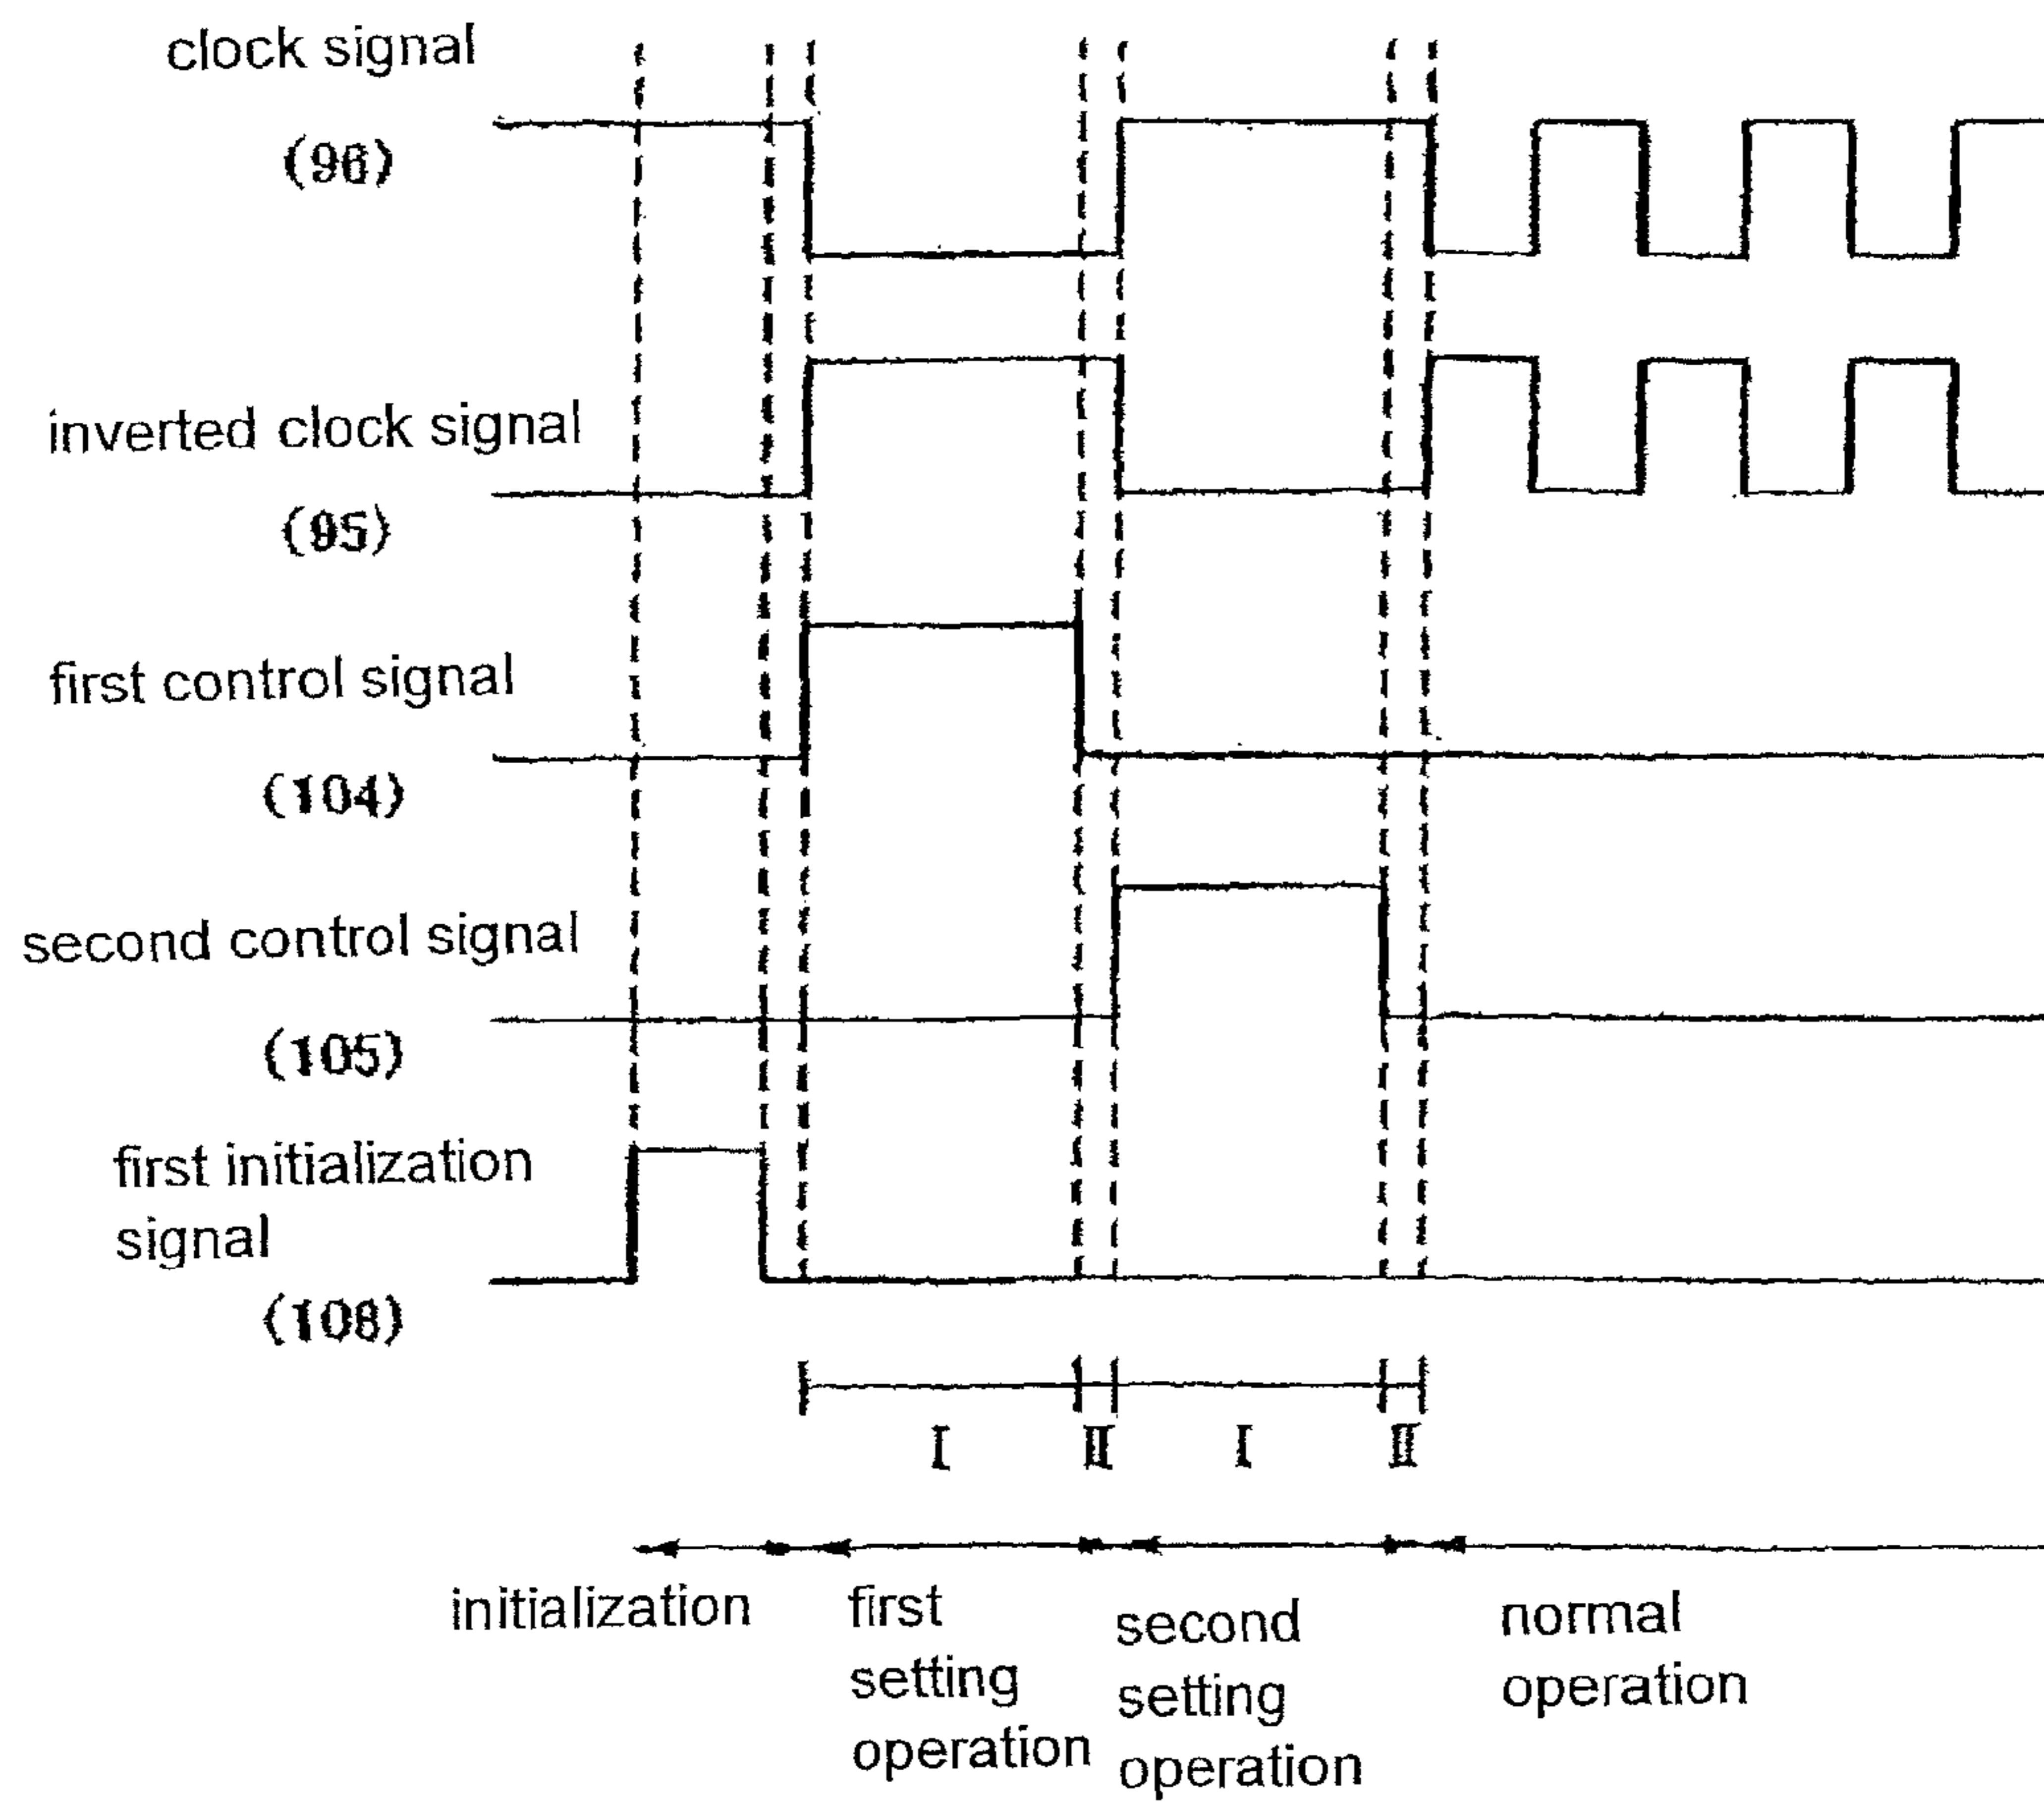 clock signal
(96)
inverted clock signal
(95)
first control signal
(104)
second control signal
(105)
first initialization
signal
(108)
I II I II
initialization
first
setting
operation
second
setting
operation
normal
operation